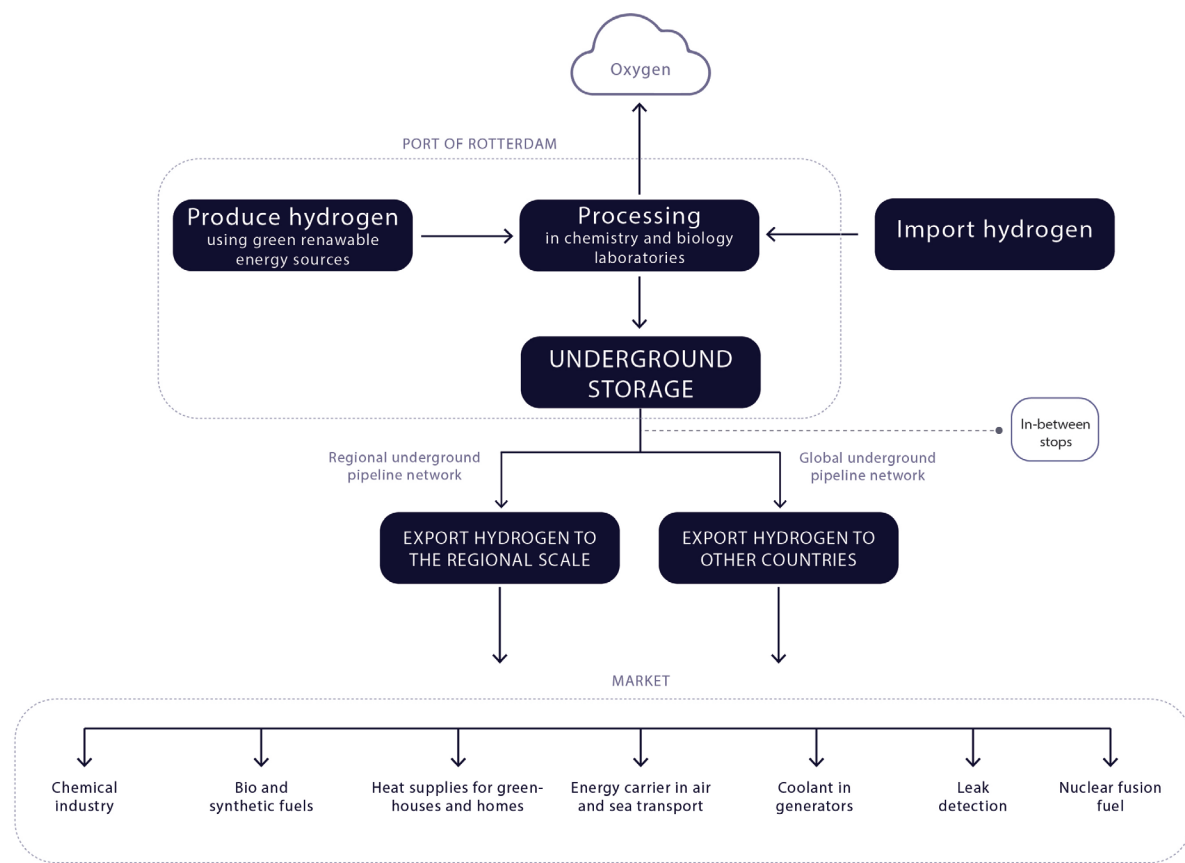 Oxygen
PORT OF ROTTERDAM
Produce hydrogen
using green renawable
energy sources
Processing
in chemistry and biology
laboratories
Import hydrogen
UNDERGROUND
STORAGE
In-between
stops
Regional underground
pipeline network
Global underground
pipeline network
EXPORT HYDROGEN TO
THE REGIONAL SCALE
EXPORT HYDROGEN TO
OTHER COUNTRIES
MARKET
Chemical
industry
Bio and
synthetic fuels
Heat supplies for green-
houses and homes
Energy carrier in air
and sea transport
Coolant in
generators
Leak
detection
Nuclear fusion
fuel